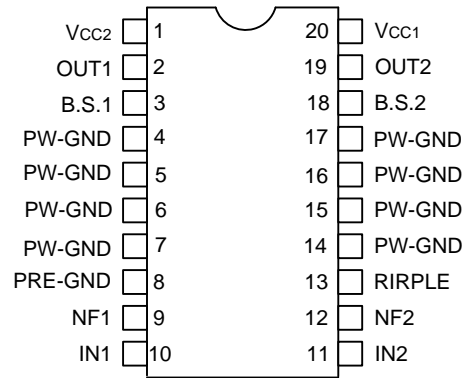 Vcc2 1 20 Vcc1
OUT1 2 19 OUT2
B.S.1 3 18 B.S.2
PW-GND 4 17 PW-GND
PW-GND 5 16 PW-GND
PW-GND 6 15 PW-GND
PW-GND 7 14 PW-GND
PRE-GND 8 13 RIRPLE
NF1 9 12 NF2
IN1 10 11 IN2